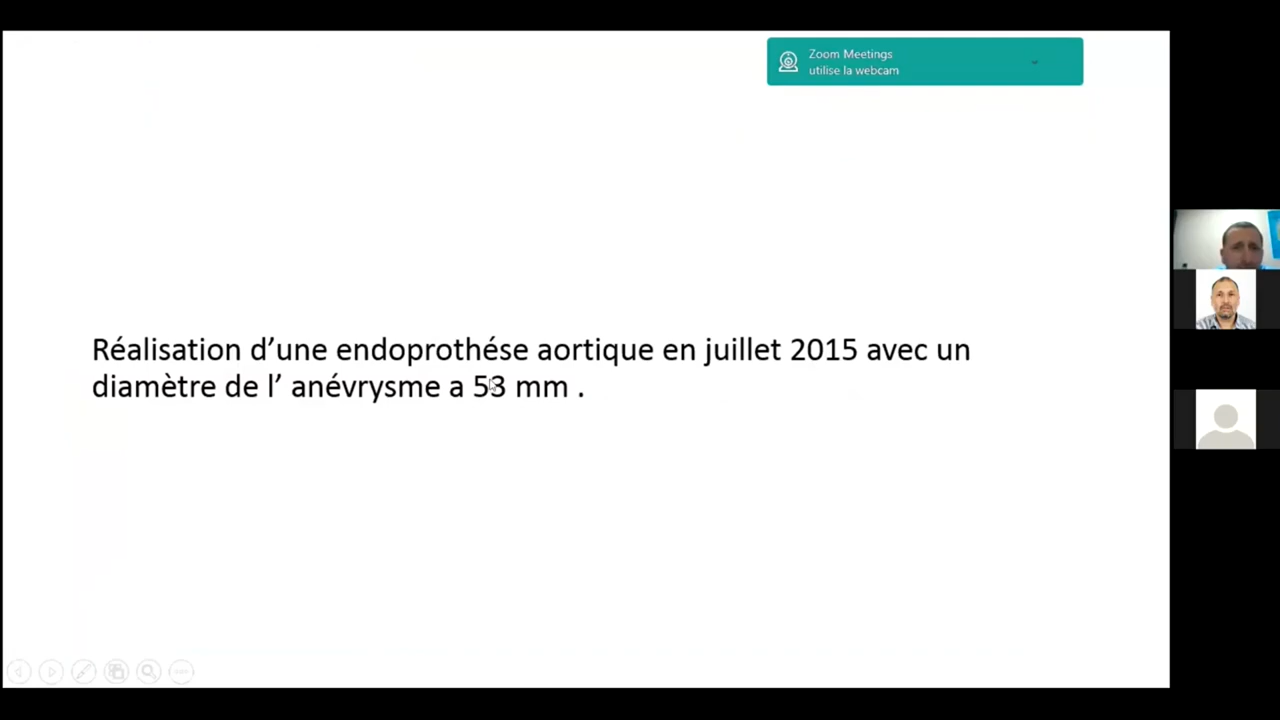 Zoom Meetings
utilise la webcam
Réalisation d’une endoprothése aortique en juillet 2015 avec un
diamètre de l’ anévrysme a 53 mm .